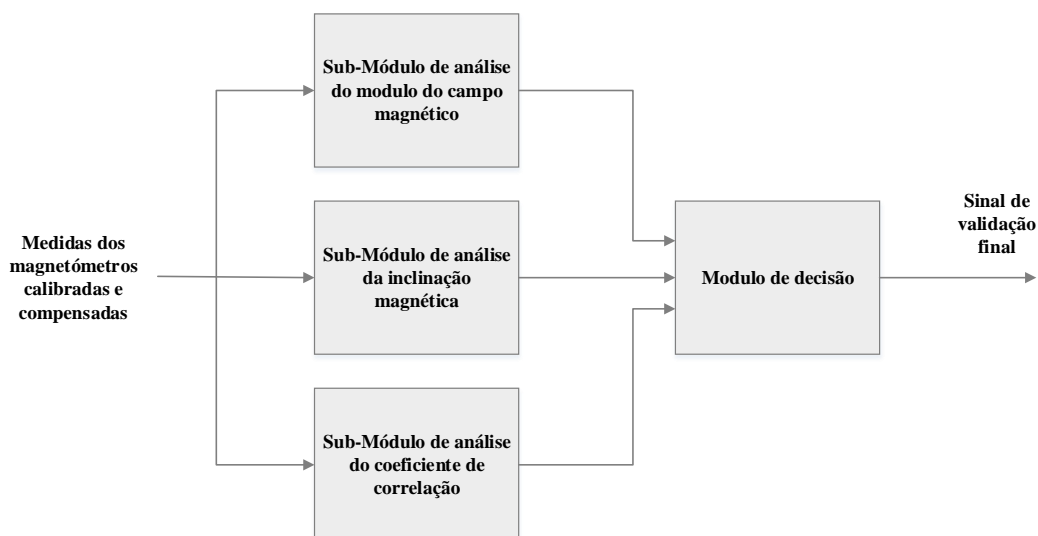 Sub-Módulo de análise
do modulo do campo
magnético
Medidas dos
magnetómetros
calibradas e
compensadas
Sub-Módulo de análise
da inclinação
magnética
Sub-Módulo de análise
do coeficiente de
correlação
Modulo de decisão
Sinal de
validação
final